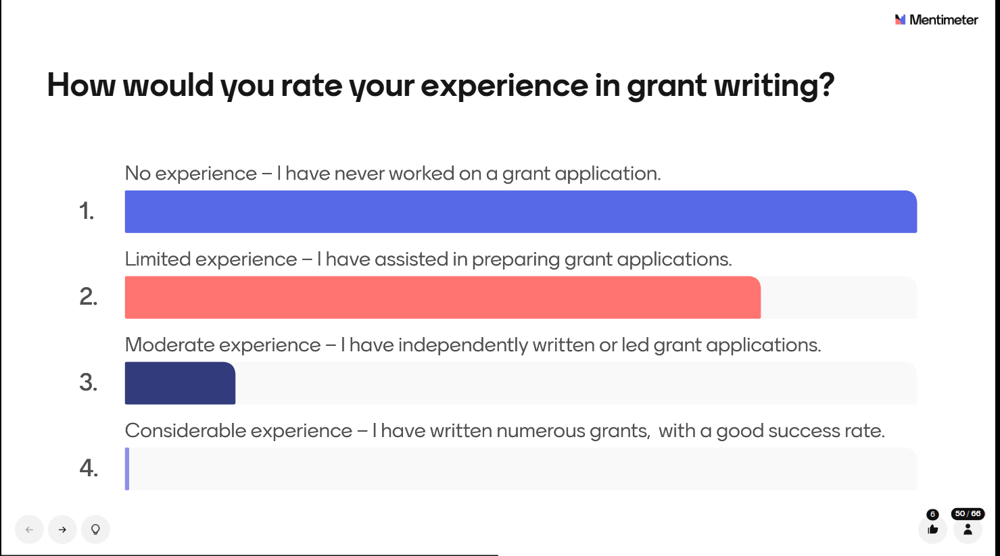 Mentimeter
How would you rate your experience in grant writing?
No experience – I have never worked on a grant application.
1.
Limited experience – I have assisted in preparing grant applications.
2.
Moderate experience – I have independently written or led grant applications.
3.
Considerable experience – I have written numerous grants,  with a good success rate.
4.
6
50 / 66